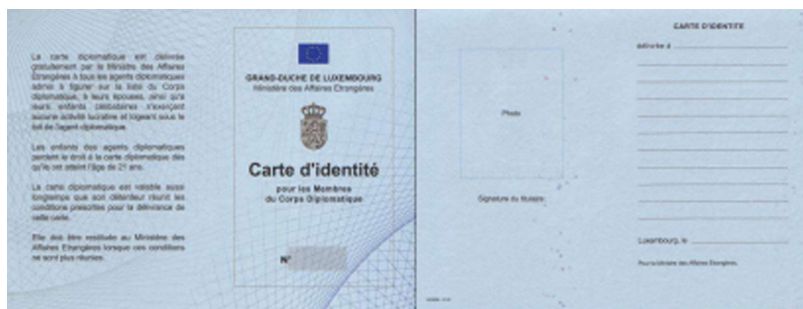 La carte diplomatique est délivrée
gratuitement par le Ministre des Affaires
Etrangères à tous les agents diplomatiques
admis à figurer sur la liste du Corps
diplomatique, à leurs épouses, ainsi qu'à
leurs enfants célibataires n'exerçant
aucune activité lucrative et logeant sous le
toit de l'agent diplomatique.
Les enfants des agents diplomatiques
perdent le droit à la carte diplomatique dès
qu'ils ont atteint l'âge de 21 ans.
La carte diplomatique est valable aussi
longtemps que son détenteur réunit les
conditions prescrites pour la délivrance de
cette carte.
Elle doit être restituée au Ministère des
Affaires Etrangères lorsque ces conditions
ne sont plus réunies.
GRAND-DUCHE DE LUXEMBOURG
Ministère des Affaires Etrangères
Carte d'identité
pour les Membres
du Corps Diplomatique
N°
Photo
Signature du titulaire
CARTE D'IDENTITE
délivrée à
Luxembourg, le
Pour le Ministre des Affaires Etrangères,